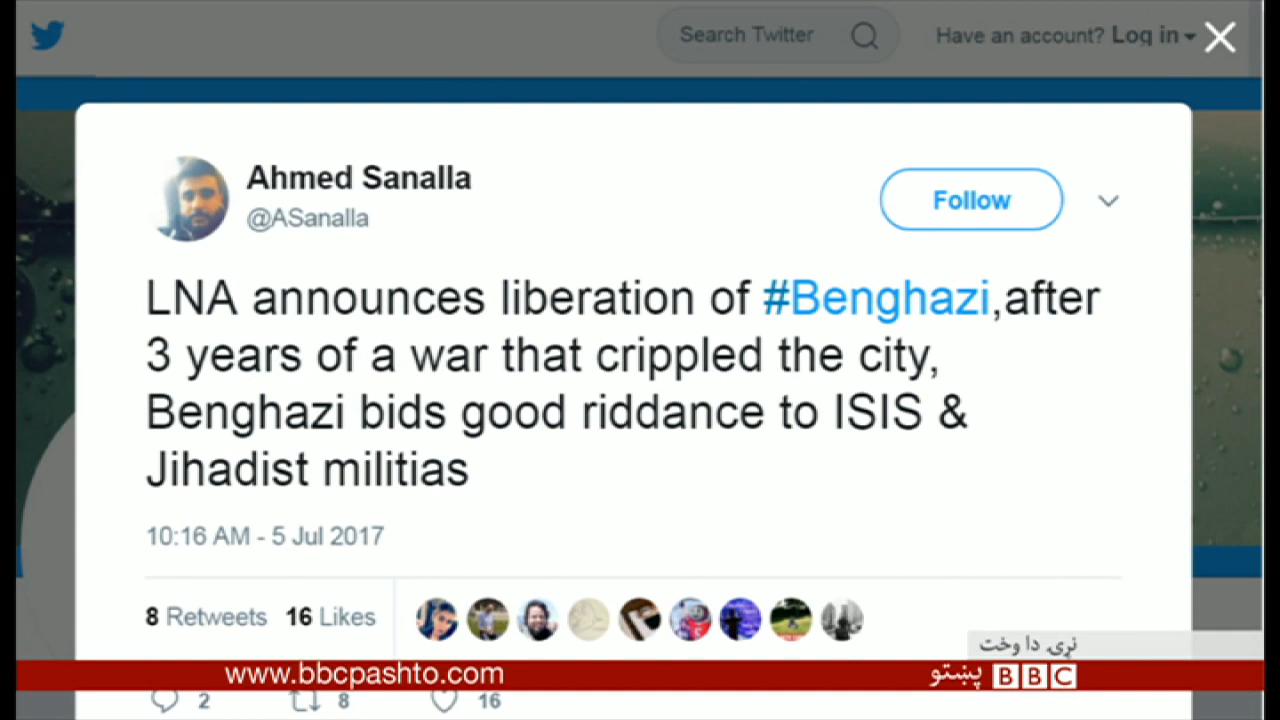 Search Twitter
Have an account? Log in
Ahmed Sanalla
@ASanalla
Follow
LNA announces liberation of #Benghazi,after
3 years of a war that crippled the city,
Benghazi bids good riddance to ISIS &
Jihadist militias
10:16 AM - 5 Jul 2017
8 Retweets 16 Likes
نړۍ دا وخت
www.bbcpashto.com
BBC پښتو
2 8 16